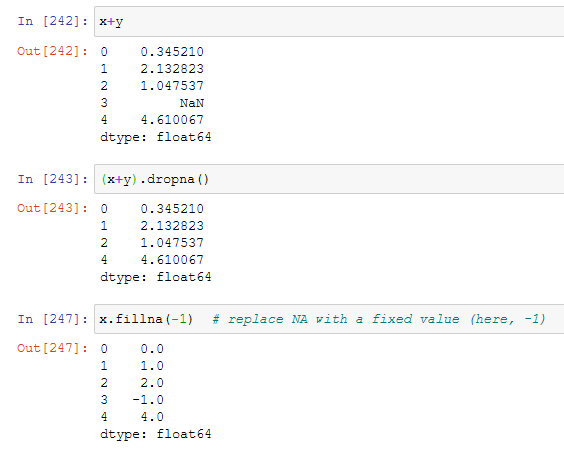 In [242]: x+y
Out[242]: 0    0.345210
1    2.132823
2    1.047537
3         NaN
4    4.610067
dtype: float64
In [243]: (x+y).dropna()
Out[243]: 0    0.345210
1    2.132823
2    1.047537
4    4.610067
dtype: float64
In [247]: x.fillna(-1)  # replace NA with a fixed value (here, -1)
Out[247]: 0    0.0
1    1.0
2    2.0
3   -1.0
4    4.0
dtype: float64